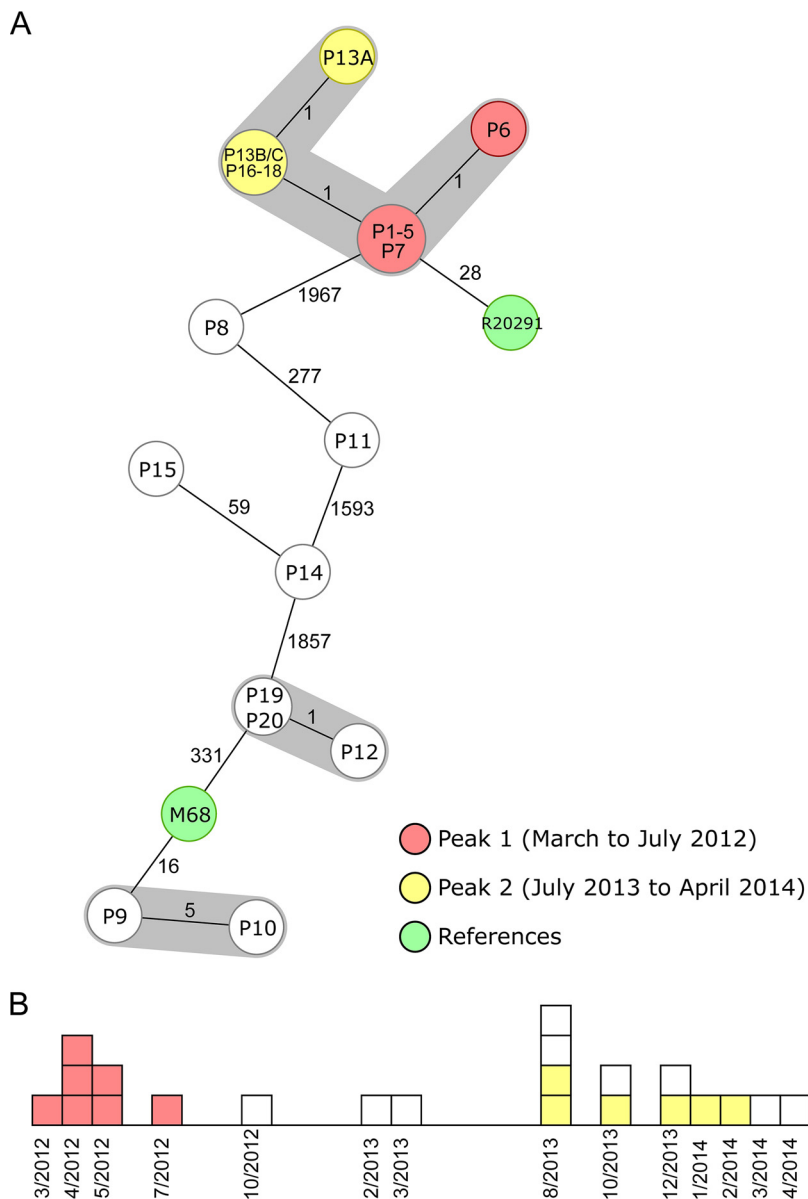 A
P13A
1
P6
P13B/C
P16-18
1
1
P1-5
P7
28
1967
R20291
P8
277
P11
P15
59
1593
P14
1857
P19
P20
1
P12
331
M68
Peak 1 (March to July 2012)
16
Peak 2 (July 2013 to April 2014)
P9
5
P10
References
B
3/2012
4/2012
5/2012
7/2012
10/2012
2/2013
3/2013
8/2013
10/2013
12/2013
1/2014
2/2014
3/2014
4/2014